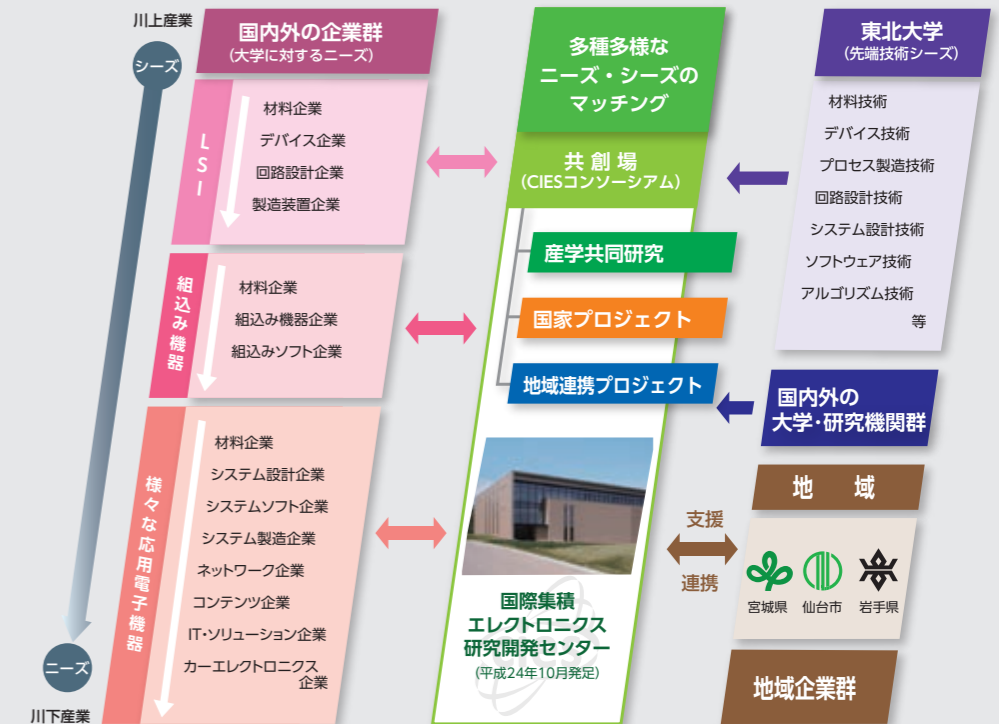 川上産業
シーズ
ニーズ
川下産業
国内外の企業群
(大学に対するニーズ)
LSI
材料企業
デバイス企業
回路設計企業
製造装置企業
組込み機器
材料企業
組込み機器企業
組込みソフト企業
様々な応用電子機器
材料企業
システム設計企業
システムソフト企業
システム製造企業
ネットワーク企業
コンテンツ企業
IT・ソリューション企業
カーエレクトロニクス
企業
多種多様な
ニーズ・シーズの
マッチング
共創場
(CIESコンソーシアム)
産学共同研究
国家プロジェクト
地域連携プロジェクト
国際集積
エレクトロニクス
研究開発センター
(平成24年10月発足)
cies
東北大学
(先端技術シーズ)
材料技術
デバイス技術
プロセス製造技術
回路設計技術
システム設計技術
ソフトウェア技術
アルゴリズム技術
等
国内外の
大学・研究機関群
支援
連携
地域
宮城県 仙台市 岩手県
地域企業群